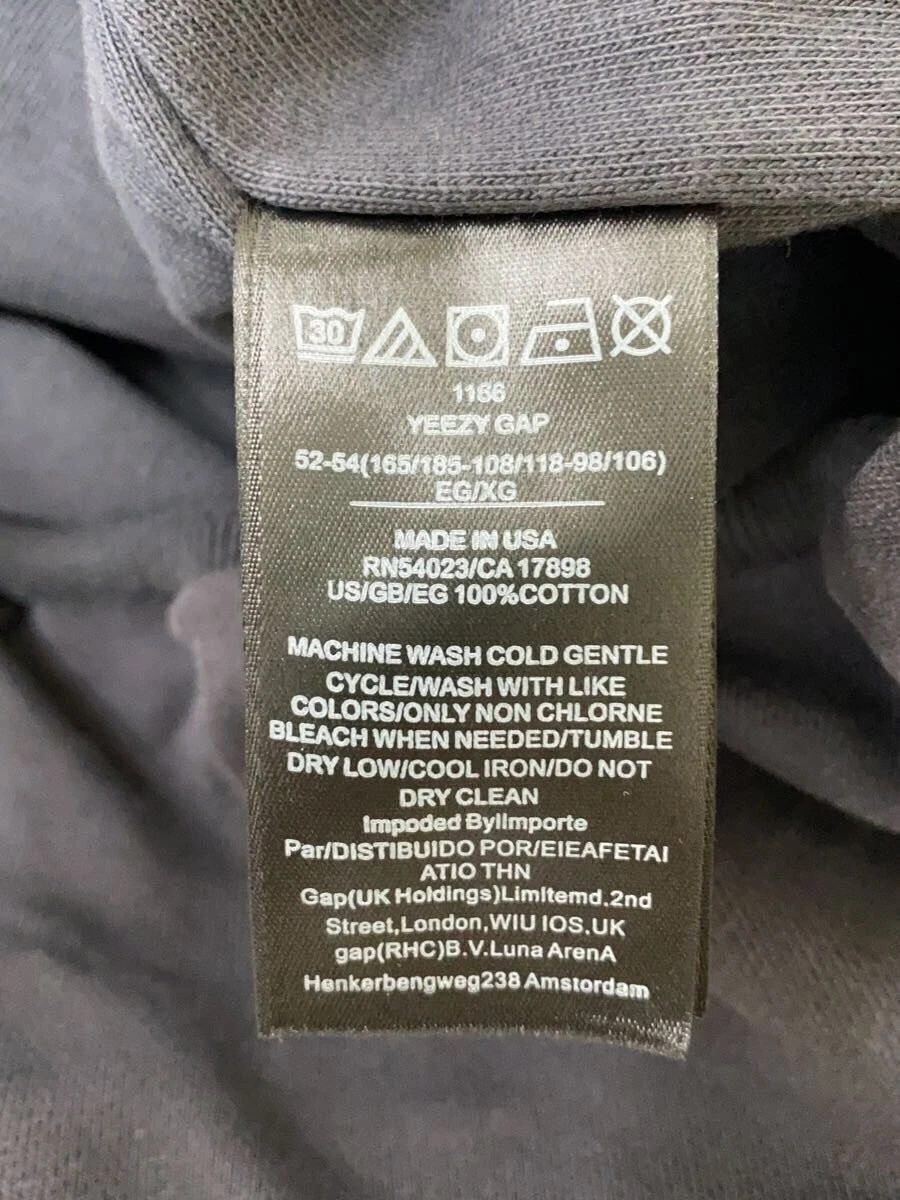 30
1166
YEEZY GAP
52-54(165/185-108/118-98/106)
EG/XG
MADE IN USA
RN54023/CA 17898
US/GB/EG 100%COTTON
MACHINE WASH COLD GENTLE
CYCLE/WASH WITH LIKE
COLORS/ONLY NON CHLORNE
BLEACH WHEN NEEDED/TUMBLE
DRY LOW/COOL IRON/DO NOT
DRY CLEAN
Impoded BylImporte
Par/DISTIBUIDO POR/EIEAFETAI
ATIO THN
Gap(UK Holdings)Limltemd.2nd
Street,London,WIU IOS.UK
gap(RHC)B.V.Luna ArenA
Henkerbengweg238 Amstordam